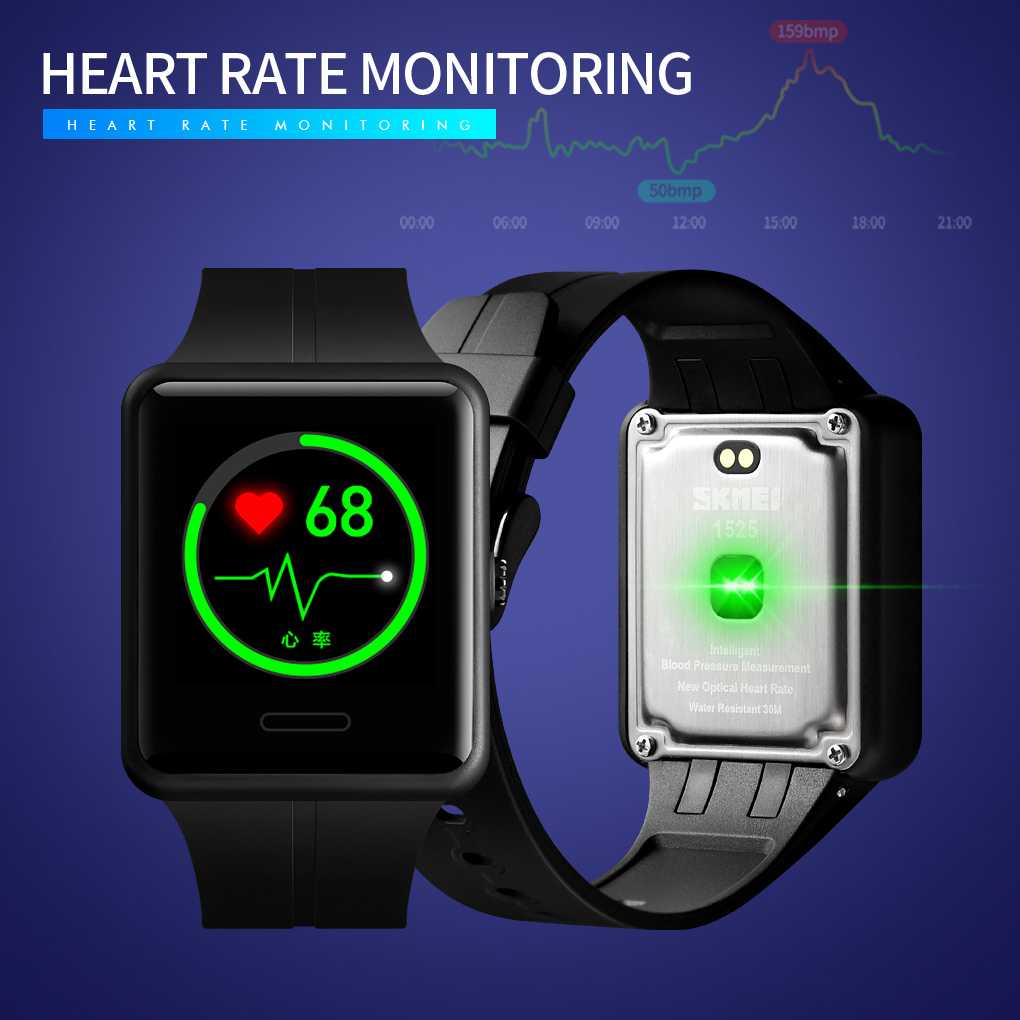 HEART RATE MONITORING
HEART RATE MONITORING
159bmp
50bmp
00:00 06:00 09:00 12:00 15:00 18:00 21:00
68
心率
SKMEI
1525
Intelligent
Blood Pressure Measurement
New Optical Heart Rate
Water Resistant 30M